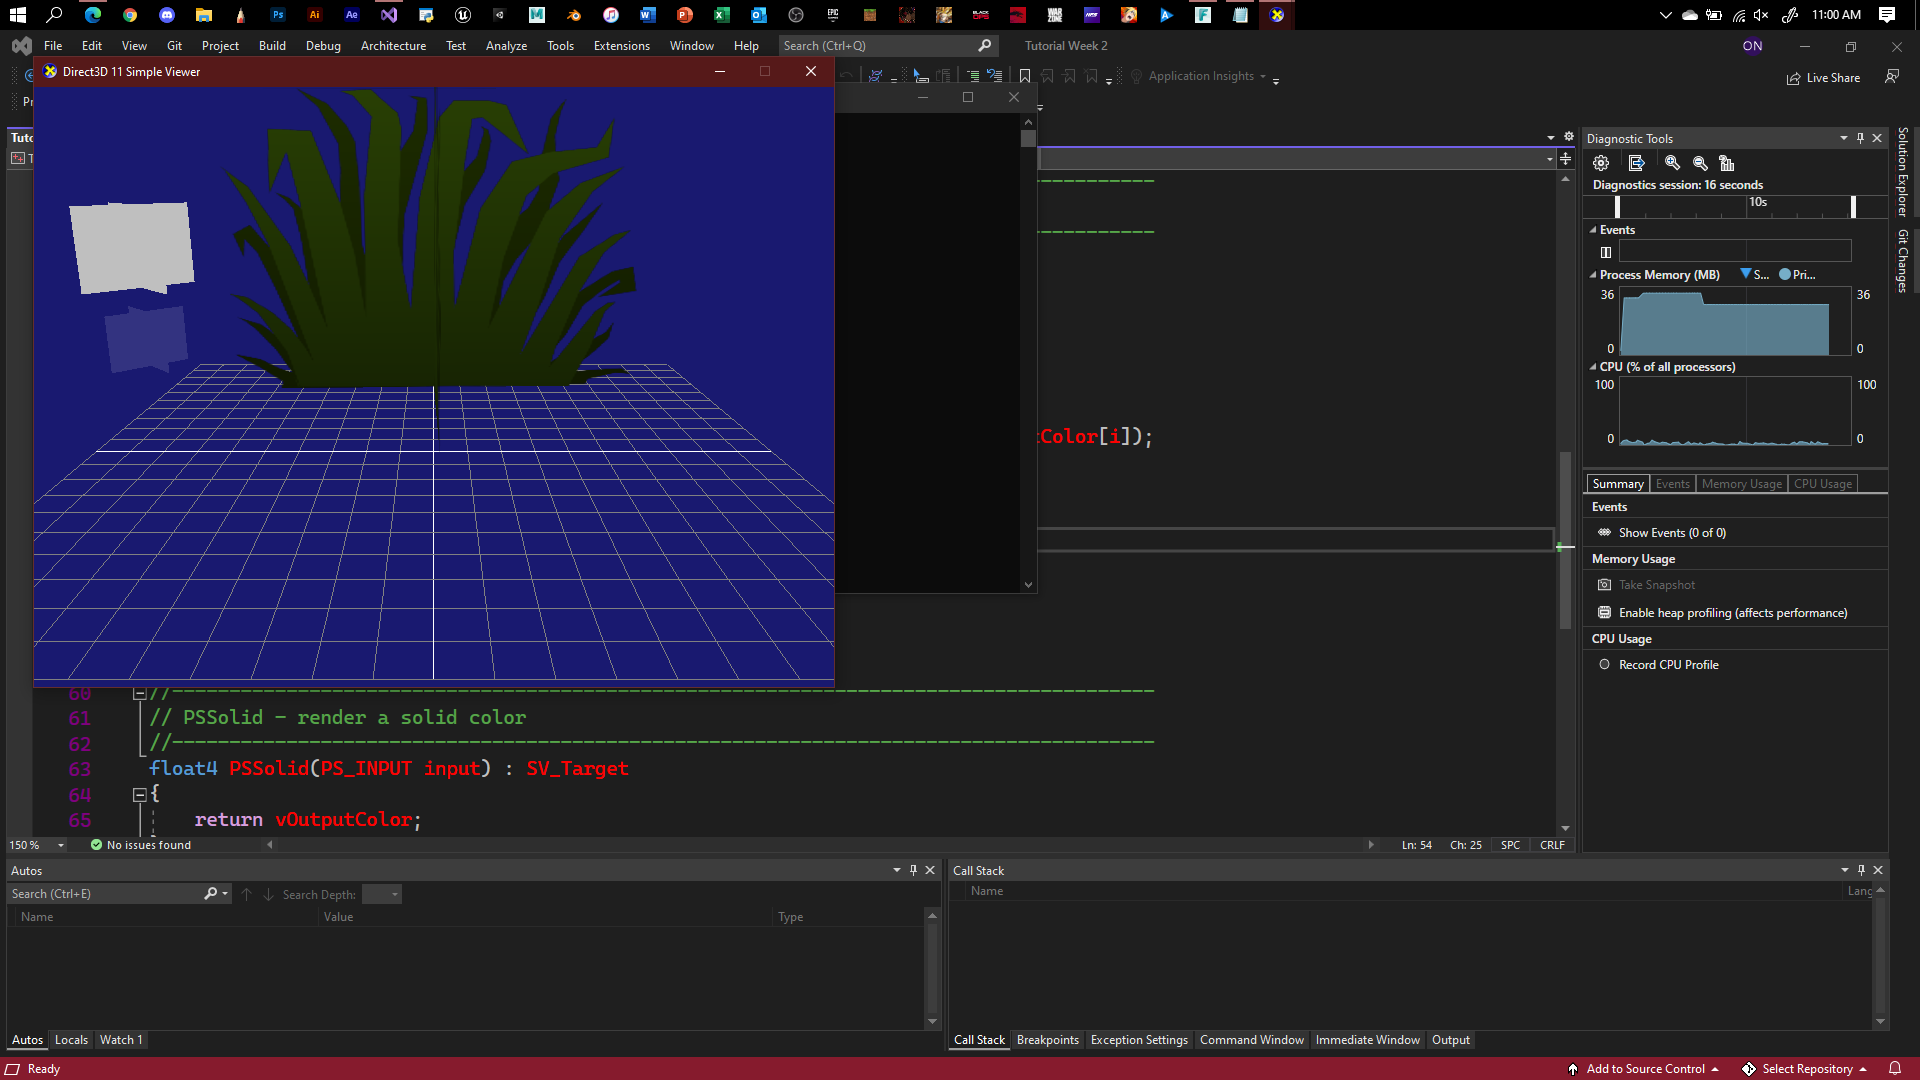 11:00 AM
File Edit View Git Project Build Debug Architecture Test Analyze Tools Extensions Window Help Search (Ctrl+Q) Tutorial Week 2 ON
Direct3D 11 Simple Viewer
Application Insights
Live Share
Diagnostic Tools
Diagnostics session: 16 seconds
10s
Events
Process Memory (MB) S... Pri...
36 36
0 0
CPU (% of all processors)
100 100
0 0
Color[i]);
Summary Events Memory Usage CPU Usage
Events
Show Events (0 of 0)
Memory Usage
Take Snapshot
Enable heap profiling (affects performance)
CPU Usage
Record CPU Profile
Solution Explorer
Git Changes
60 //--------------------------------------------------------------------------------------
61 // PSSolid - render a solid color
62 //--------------------------------------------------------------------------------------
63 float4 PSSolid(PS_INPUT input) : SV_Target
64 {
65 return vOutputColor;
150 % No issues found Ln: 54 Ch: 25 SPC CRLF
Autos
Search (Ctrl+E) Search Depth:
Name Value Type
Autos Locals Watch 1
Call Stack
Name Lang
Call Stack Breakpoints Exception Settings Command Window Immediate Window Output
Ready Add to Source Control Select Repository